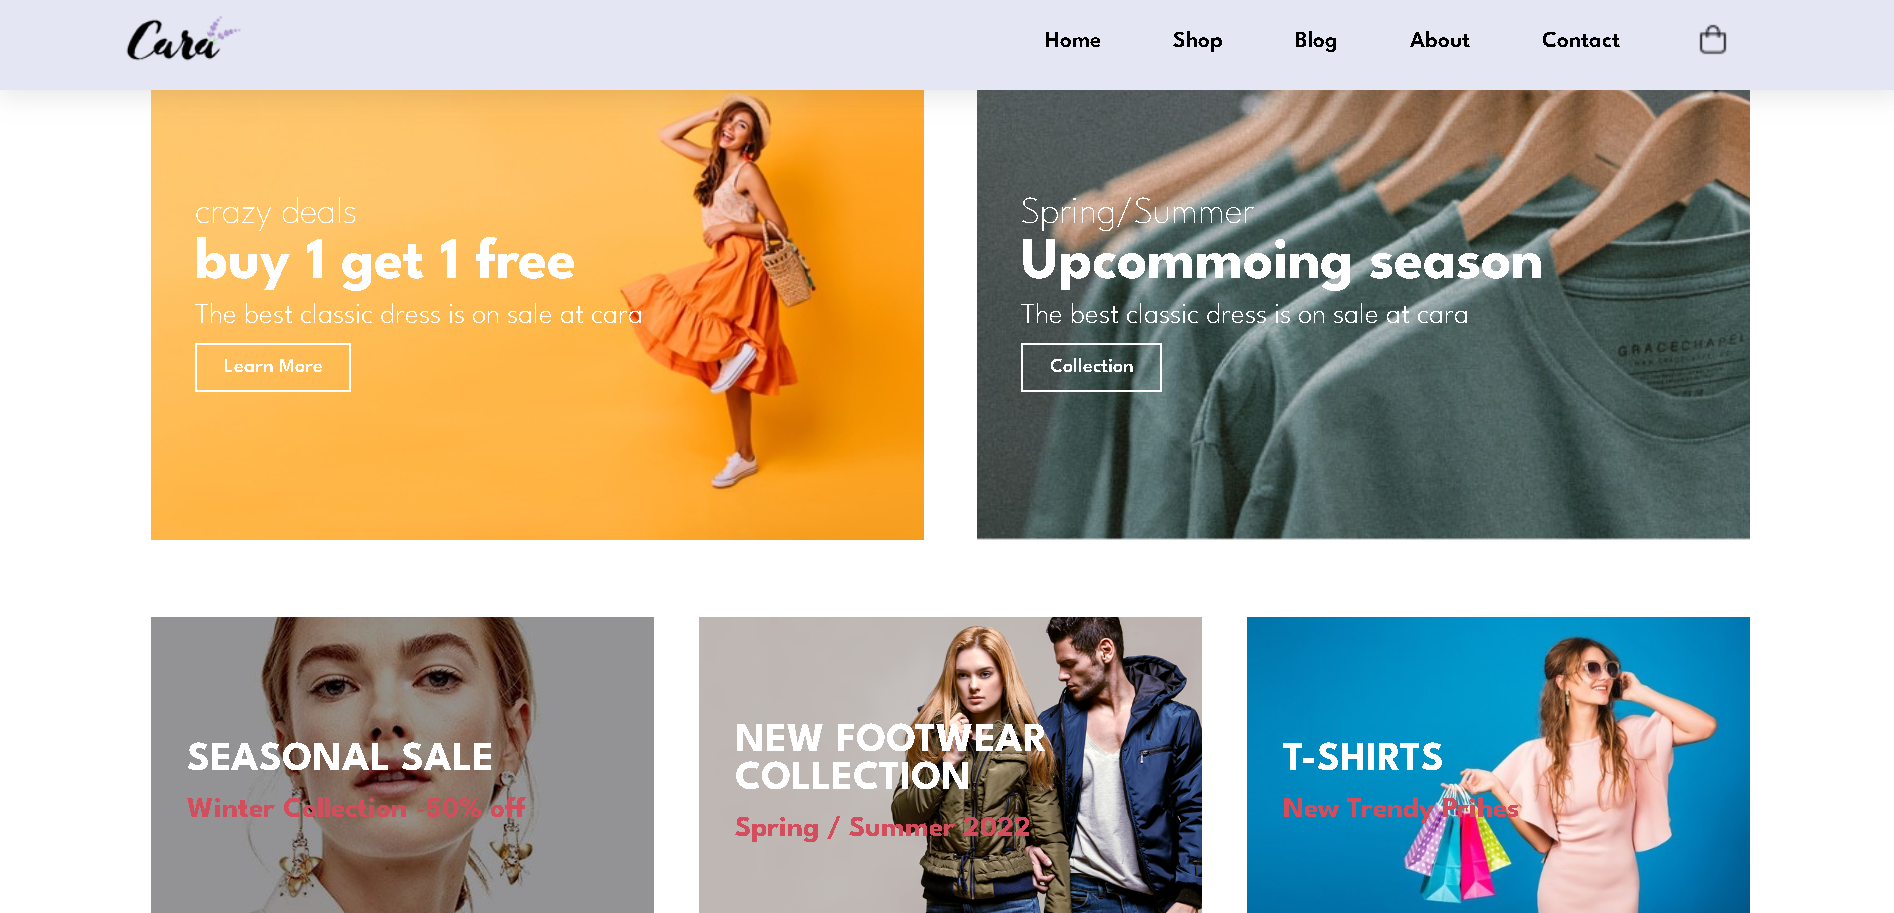 Cara
Home Shop Blog About Contact
crazy deals
buy 1 get 1 free
The best classic dress is on sale at cara
Learn More
Spring/Summer
Upcommoing season
The best classic dress is on sale at cara
Collection
GRACECHAPEL
SEASONAL SALE
Winter Collection -50% off
NEW FOOTWEAR
COLLECTION
Spring / Summer 2022
T-SHIRTS
New Trendy Prihes